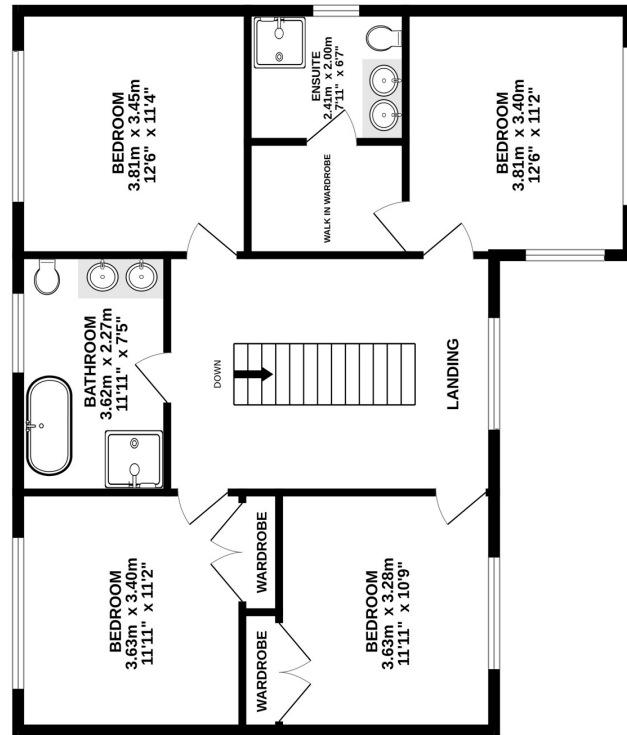 BEDROOM
3.81m x 3.45m
12'6" x 11'4"
ENSUITE
2.41m x 2.00m
7'11" x 6'7"
BEDROOM
3.81m x 3.40m
12'6" x 11'2"
WALK IN WARDROBE
BATHROOM
3.62m x 2.27m
11'11" x 7'5"
DOWN
LANDING
BEDROOM
3.63m x 3.40m
11'11" x 11'2"
WARDROBE
WARDROBE
BEDROOM
3.63m x 3.28m
11'11" x 10'9"